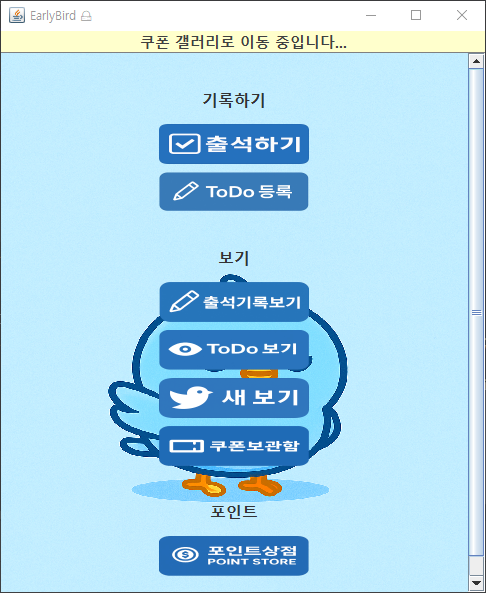 EarlyBird
쿠폰 갤러리로 이동 중입니다...
기록하기
출석하기
ToDo 등록
보기
출석기록보기
ToDo 보기
새 보기
쿠폰보관함
포인트
포인트상점
POINT STORE